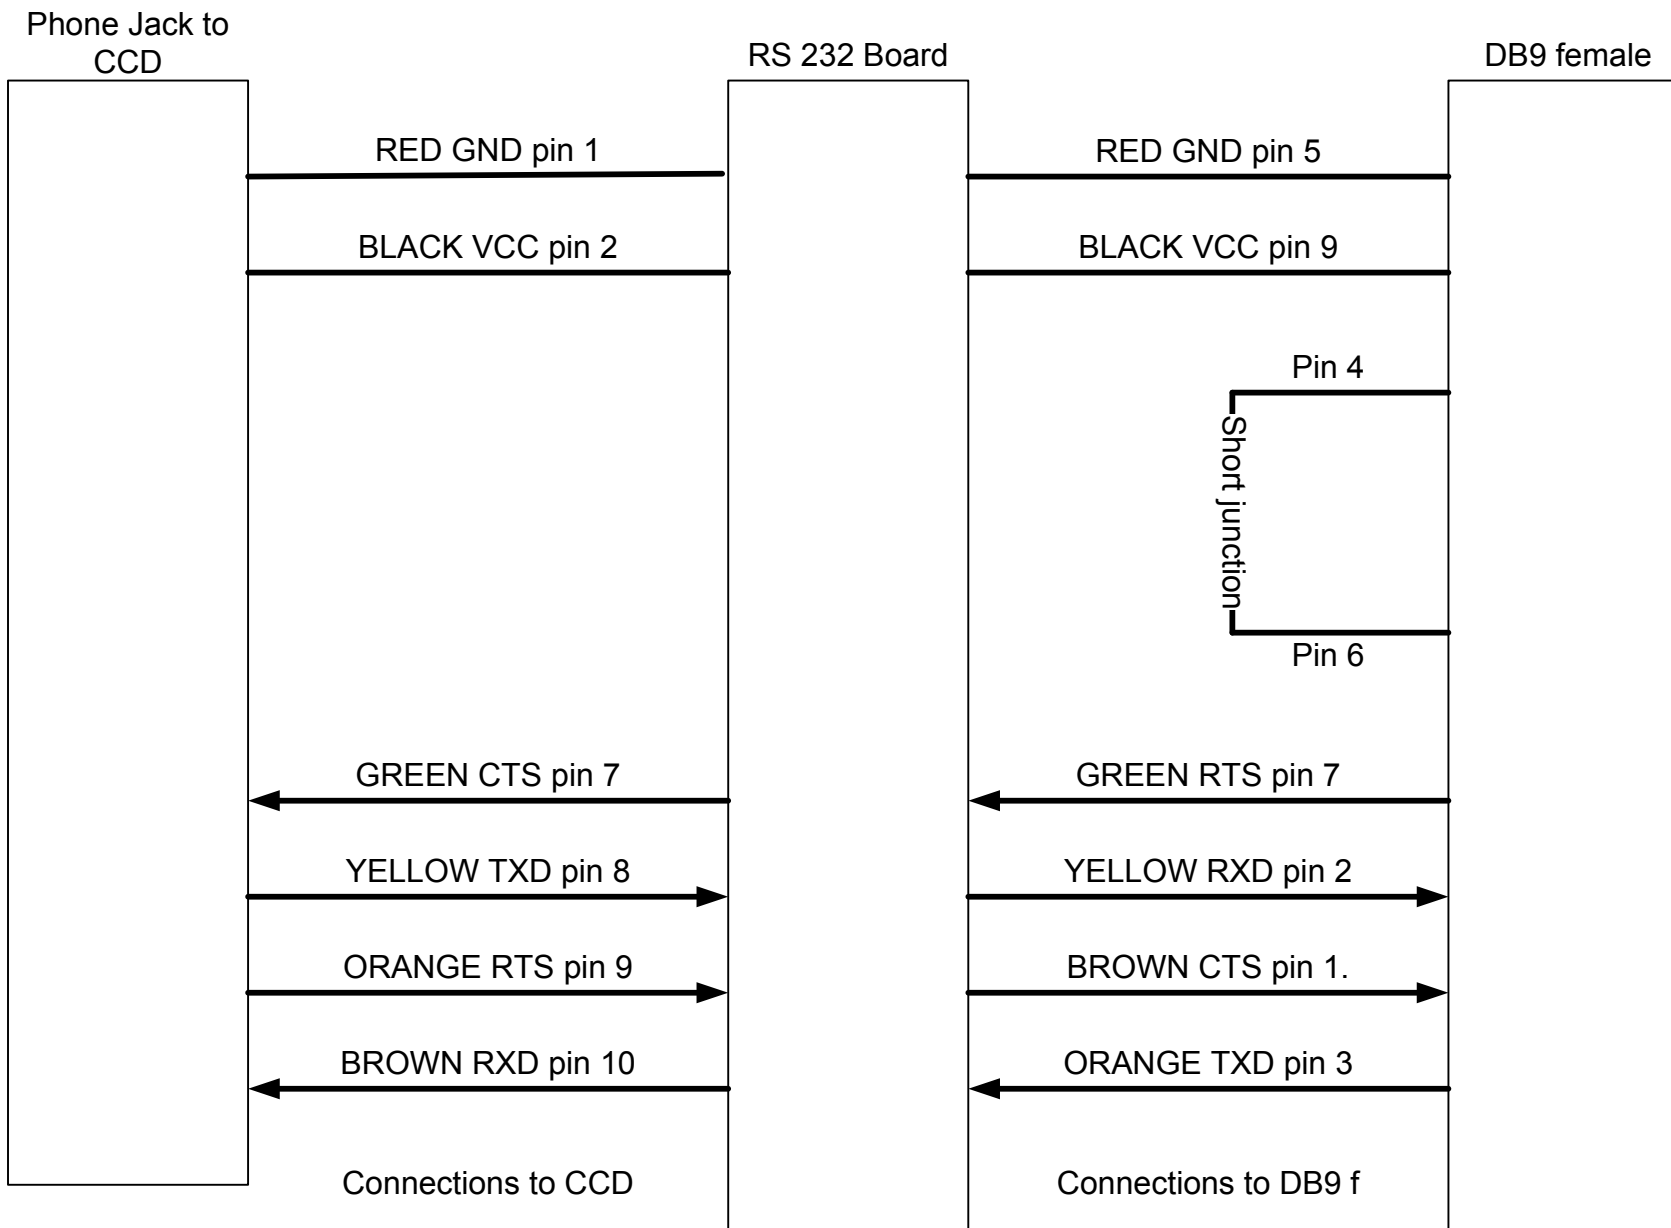 Phone Jack to
CCD
RS 232 Board
DB9 female
RED GND pin 1
RED GND pin 5
BLACK VCC pin 2
BLACK VCC pin 9
Pin 4
Short junction
Pin 6
GREEN CTS pin 7
GREEN RTS pin 7
YELLOW TXD pin 8
YELLOW RXD pin 2
ORANGE RTS pin 9
BROWN CTS pin 1.
BROWN RXD pin 10
ORANGE TXD pin 3
Connections to CCD
Connections to DB9 f